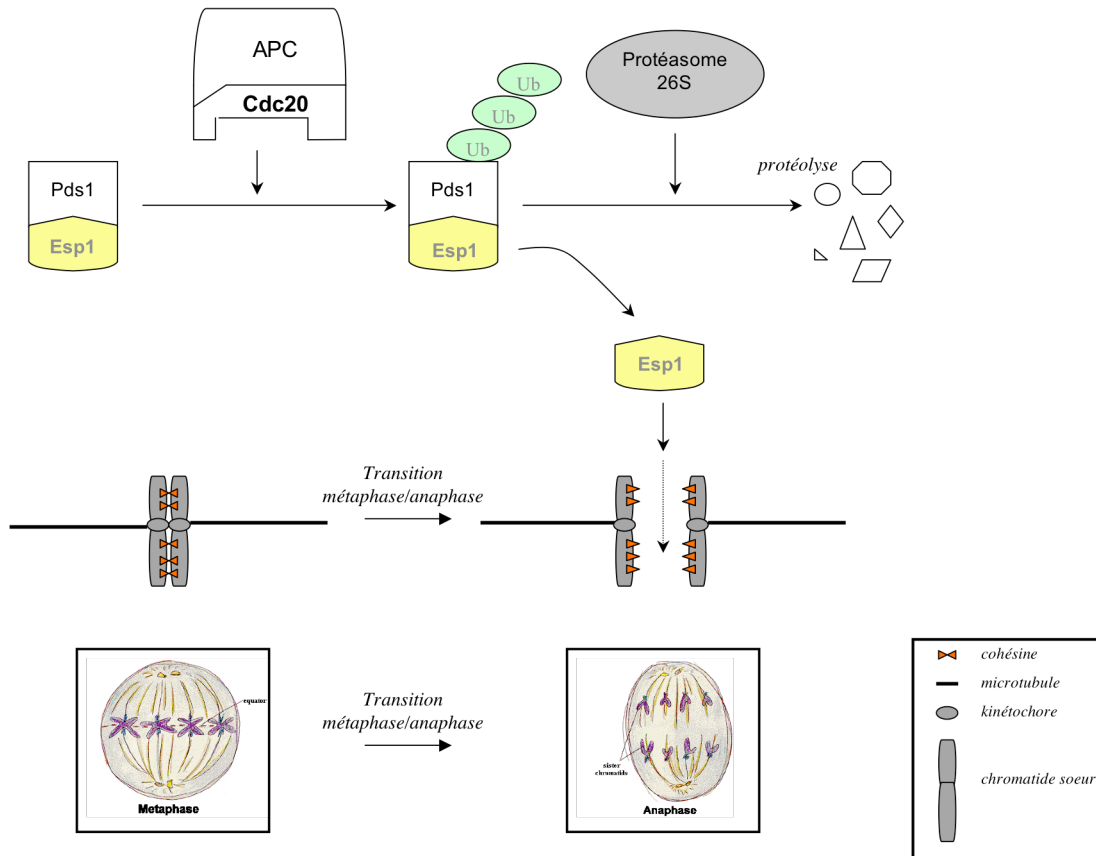 APC
Cdc20
Ub
Ub
Ub
Protéasome
26S
Pds1
Esp1
Pds1
Esp1
protéolyse
Esp1
Transition
métaphase/anaphase
equator
Metaphase
Transition
métaphase/anaphase
sister
chromatids
Anaphase
cohésine
microtubule
kinétochore
chromatide soeur